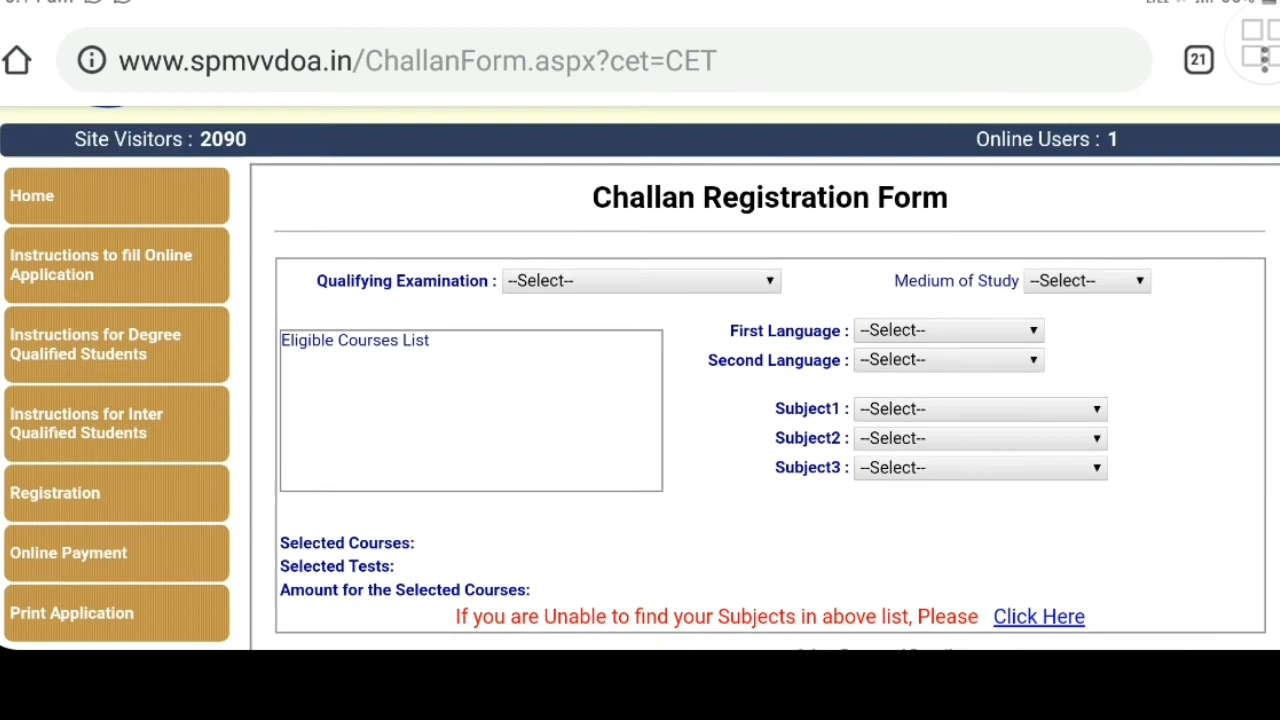 21
www.spmvvdoa.in/ChallanForm.aspx?cet=CET
Site Visitors : 2090
Online Users : 1
Home
Instructions to fill Online
Application
Instructions for Degree
Qualified Students
Instructions for Inter
Qualified Students
Registration
Online Payment
Print Application
Challan Registration Form
Qualifying Examination : --Select--
Medium of Study --Select--
Eligible Courses List
First Language : --Select--
Second Language : --Select--
Subject1 : --Select--
Subject2 : --Select--
Subject3 : --Select--
Selected Courses:
Selected Tests:
Amount for the Selected Courses:
If you are Unable to find your Subjects in above list, Please Click Here